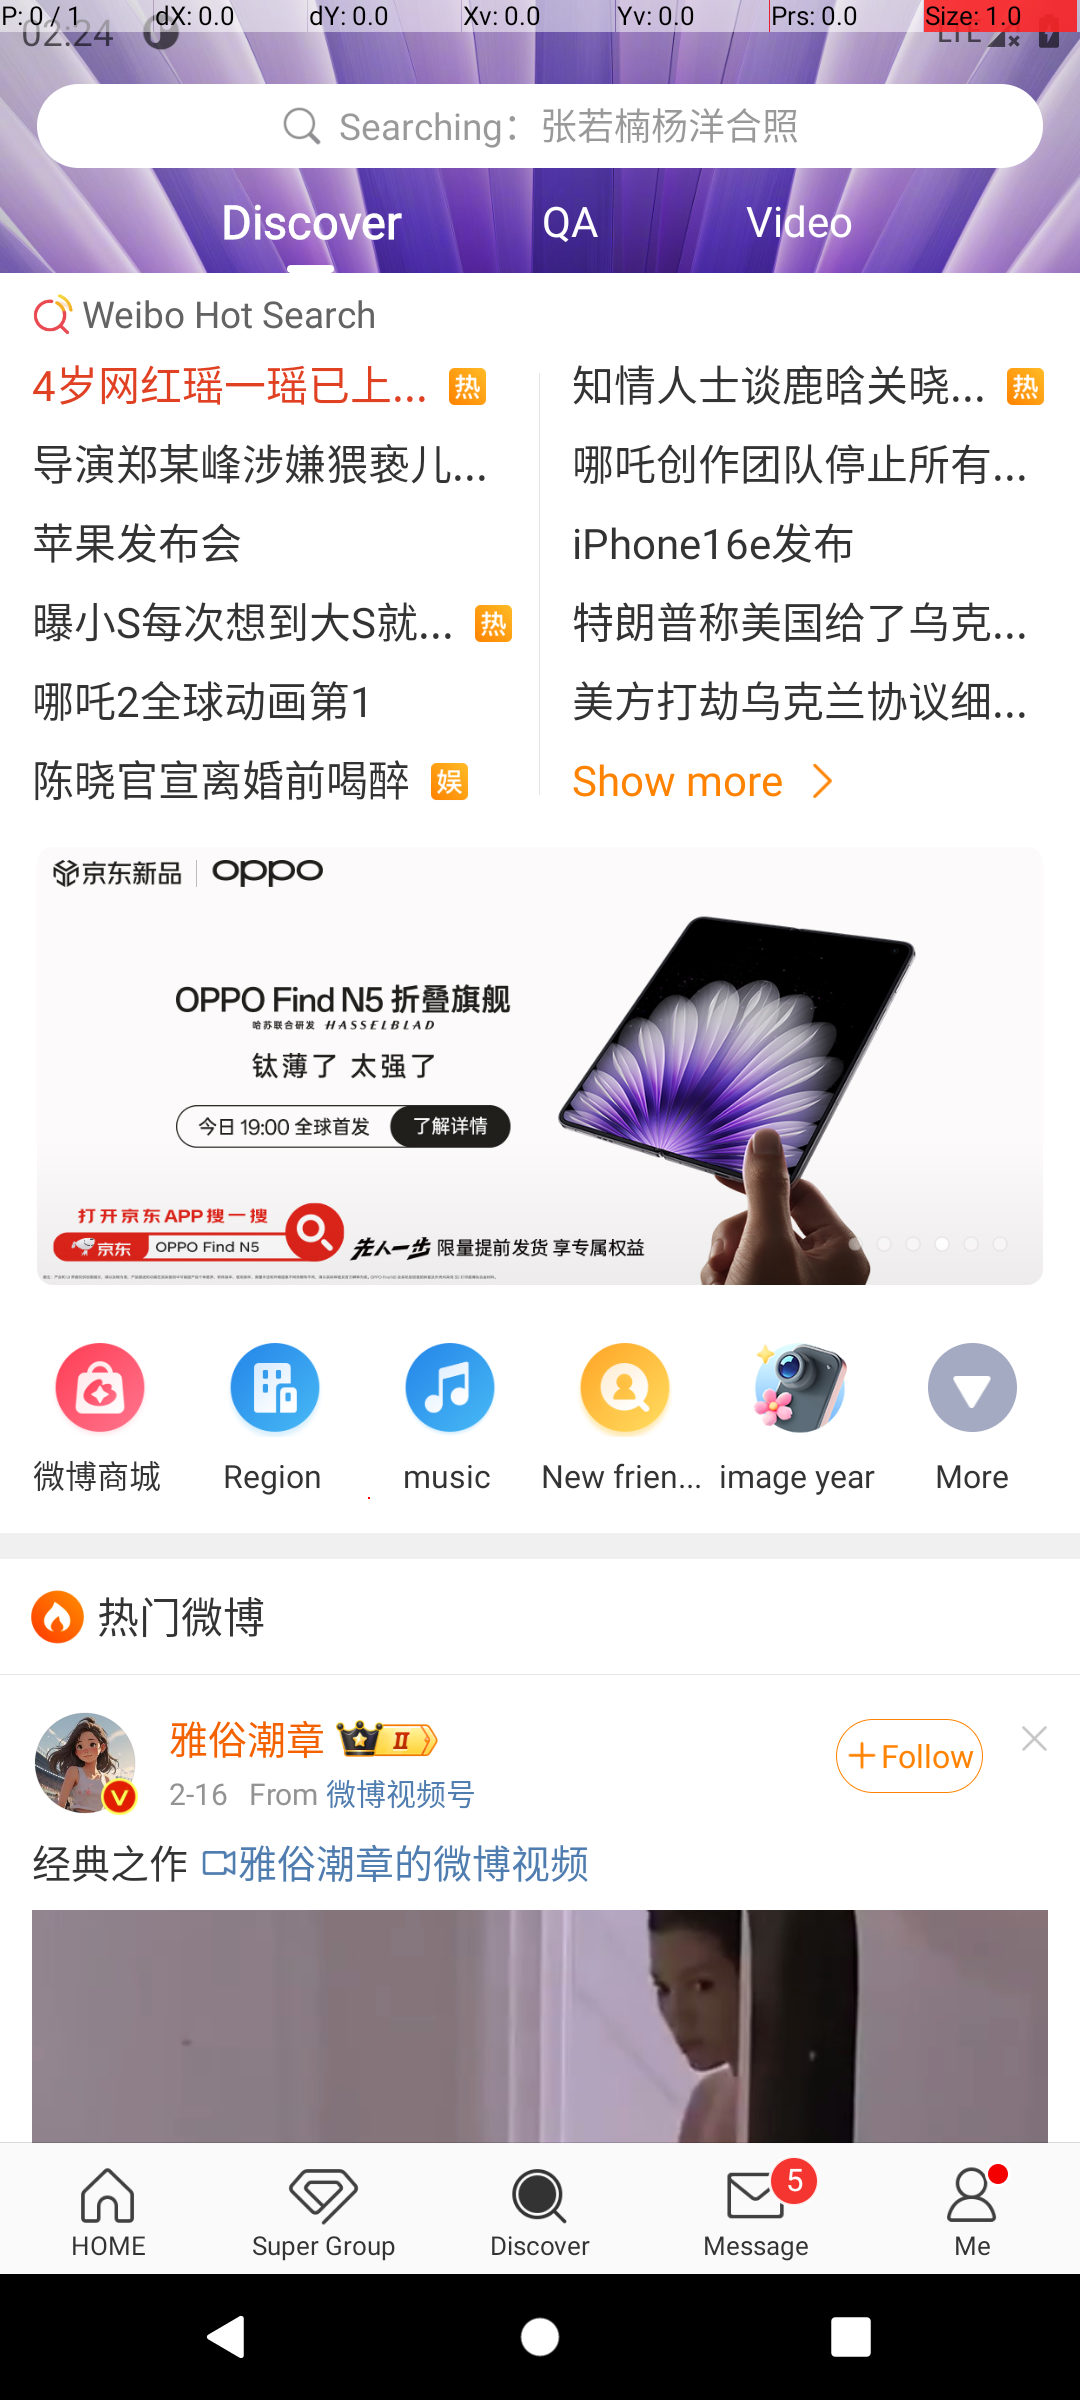 P: 0 / 1
dX: 0.0
dY: 0.0
Xv: 0.0
Yv: 0.0
Prs: 0.0
Size: 1.0
02:24
LTE
Searching：张若楠杨洋合照
Discover
QA
Video
Weibo Hot Search
4岁网红瑶一瑶已上... 热
知情人士谈鹿晗关晓... 热
导演郑某峰涉嫌猥亵儿...
哪吒创作团队停止所有...
苹果发布会
iPhone16e发布
曝小S每次想到大S就... 热
特朗普称美国给了乌克...
哪吒2全球动画第1
美方打劫乌克兰协议细...
陈晓官宣离婚前喝醉 娱
Show more
京东新品 oppo
OPPO Find N5 折叠旗舰
哈苏联合研发 HASSELBLAD
钛薄了 太强了
今日 19:00 全球首发 了解详情
打开京东APP搜一搜
京东 OPPO Find N5
先人一步 限量提前发货 享专属权益
微博商城
Region
music
New frien...
image year
More
热门微博
雅俗潮章 II
+Follow
2-16 From 微博视频号
经典之作 雅俗潮章的微博视频
HOME
Super Group
Discover
5
Message
Me